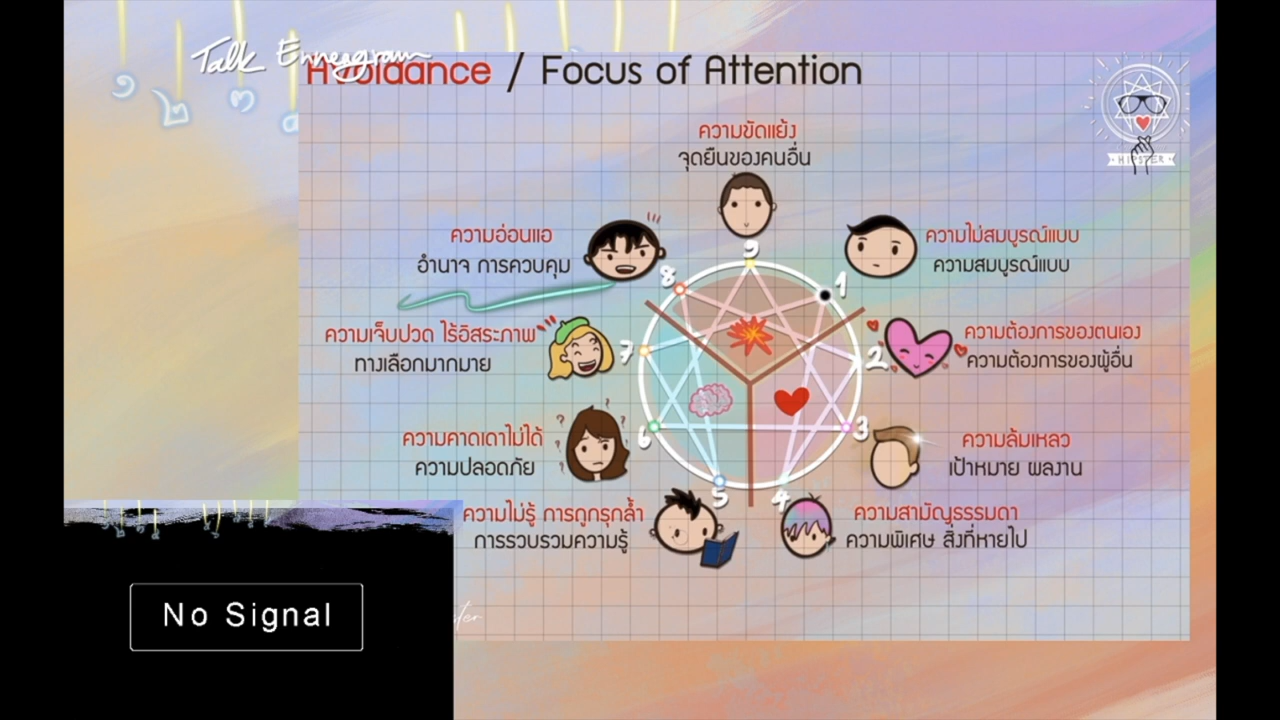 Talk Enneagram
๑ ๒ ๓
Avoidance / Focus of Attention
HIPSTER
ความขัดแย้ง
จุดยืนของคนอื่น
ความอ่อนแอ
อำนาจ การควบคุม
ความไม่สมบูรณ์แบบ
ความสมบูรณ์แบบ
9
8
1
ความเจ็บปวด ไร้อิสระภาพ
ทางเลือกมากมาย
7
2
ความต้องการของตนเอง
ความต้องการของผู้อื่น
ความคาดเดาไม่ได้
ความปลอดภัย
6
3
ความล้มเหลว
เป้าหมาย ผลงาน
5
4
ความไม่รู้ การถูกรุกล้ำ
การรวบรวมความรู้
ความสามัญธรรมดา
ความพิเศษ สิ่งที่หายไป
No Signal